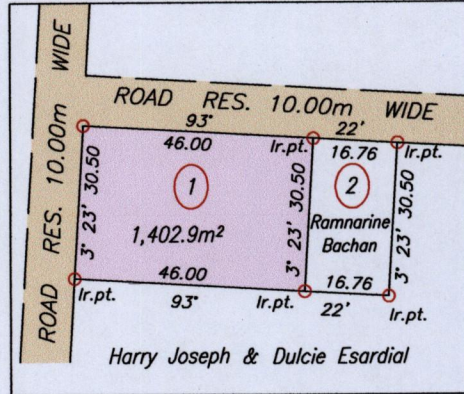 ROAD RES. 10.00m WIDE
ROAD RES. 10.00m WIDE
93° 22'
46.00 Ir.pt. 16.76
3° 23' 30.50
1
1,402.9m²
3° 23' 30.50
2
Ramnarine
Bachan
3° 23' 30.50
46.00 16.76
Ir.pt. 93° Ir.pt. 22' Ir.pt.
Harry Joseph & Dulcie Esardial